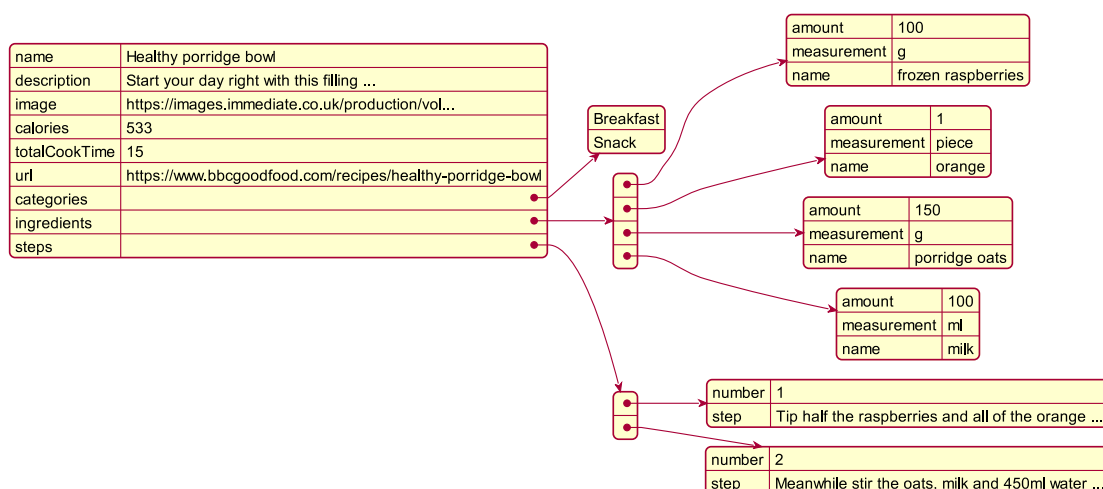 name Healthy porridge bowl
description Start your day right with this filling ...
image https://images.immediate.co.uk/production/vol...
calories 533
totalCookTime 15
url https://www.bbcgoodfood.com/recipes/healthy-porridge-bowl
categories
ingredients
steps
Breakfast
Snack
amount 100
measurement g
name frozen raspberries
amount 1
measurement piece
name orange
amount 150
measurement g
name porridge oats
amount 100
measurement ml
name milk
number 1
step Tip half the raspberries and all of the orange ...
number 2
step Meanwhile stir the oats, milk and 450ml water ...